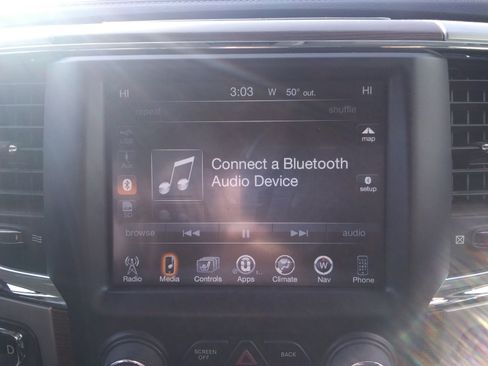 HI 3:03 W 50° out. HI
repeat shuffle
map
Connect a Bluetooth
Audio Device
setup
SD
browse audio
Radio Media Controls Apps Climate Nav Phone
SCREEN OFF BACK